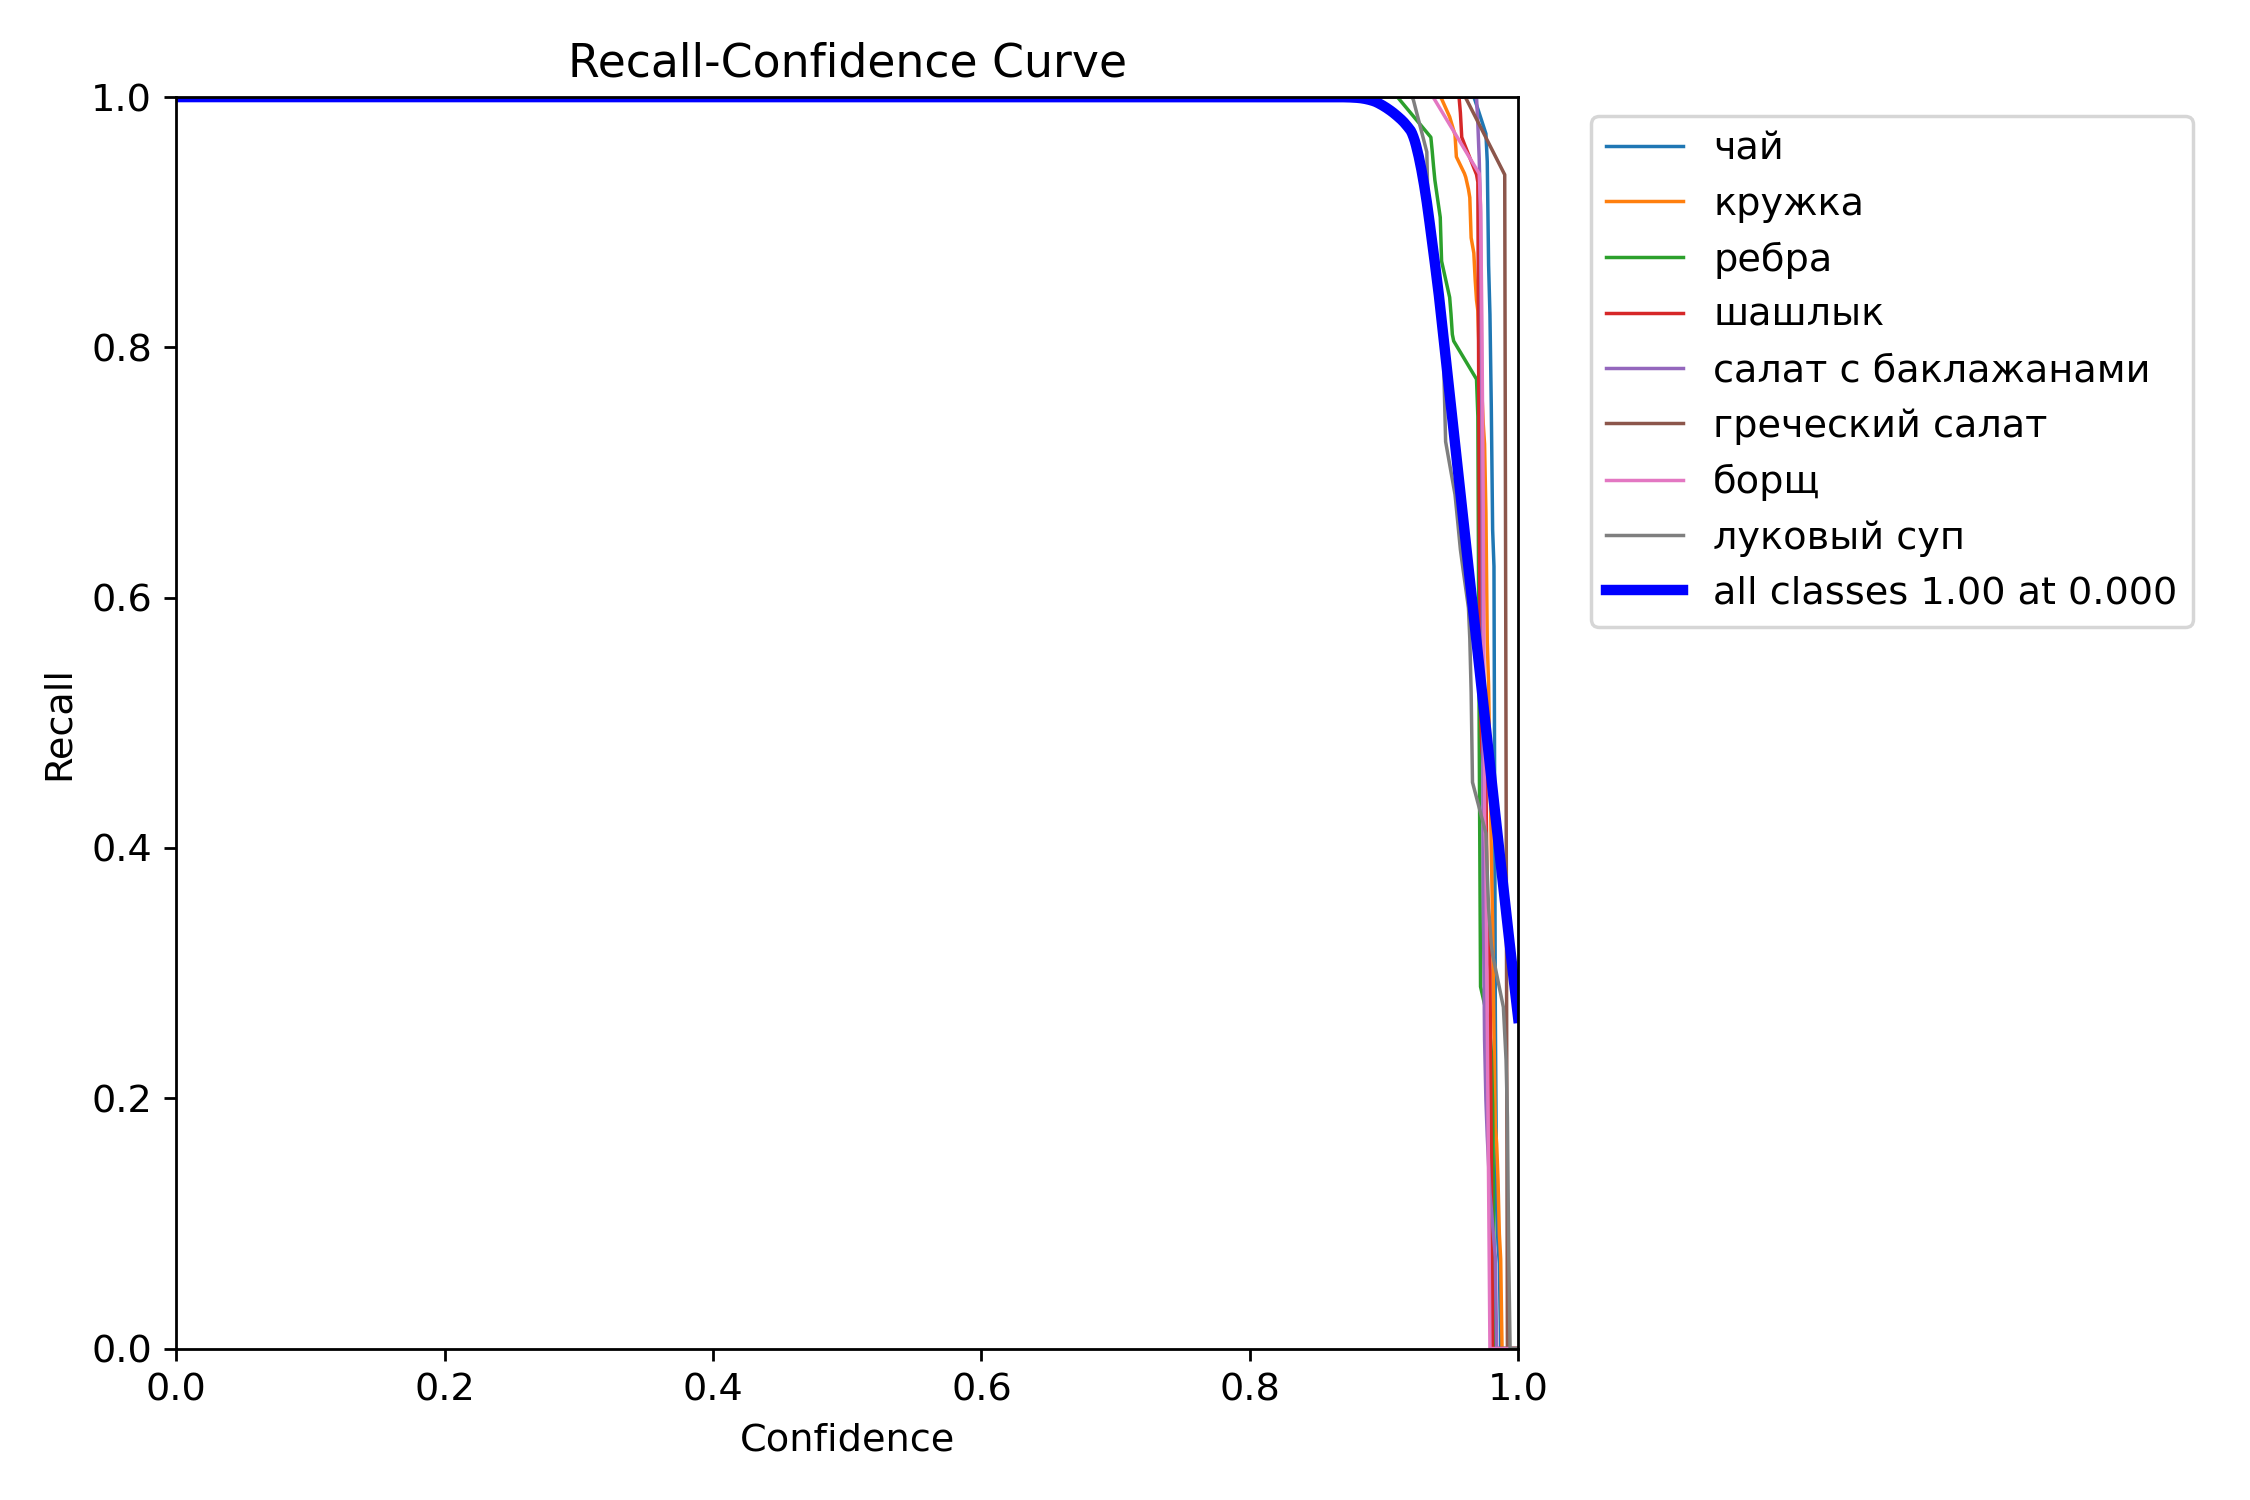 Recall-Confidence Curve
1.0
0.8
0.6
0.4
0.2
0.0
Recall
0.0 0.2 0.4 0.6 0.8 1.0
Confidence
чай
кружка
ребра
шашлык
салат с баклажанами
греческий салат
борщ
луковый суп
all classes 1.00 at 0.000